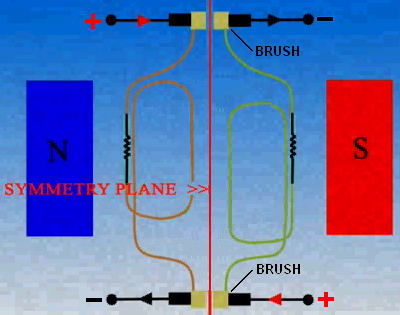 + −
BRUSH
N S
SYMMETRY PLANE >>
BRUSH
− +